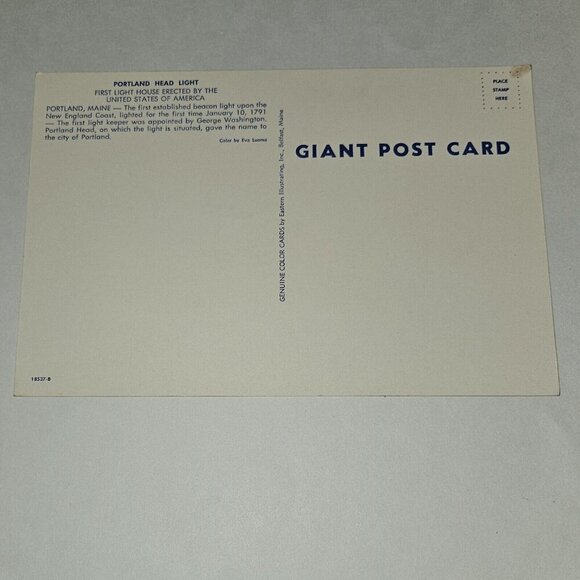 PORTLAND HEAD LIGHT
FIRST LIGHT HOUSE ERECTED BY THE
UNITED STATES OF AMERICA
PORTLAND, MAINE — The first established beacon light upon the
New England Coast, lighted for the first time January 10, 1791
— The first light keeper was appointed by George Washington.
Portland Head, on which the light is situated, gave the name to
the city of Portland.
Color by Eva Luoma
GENUINE COLOR CARDS by Eastern Illustrating, Inc., Belfast, Maine
PLACE
STAMP
HERE
GIANT POST CARD
18527-B